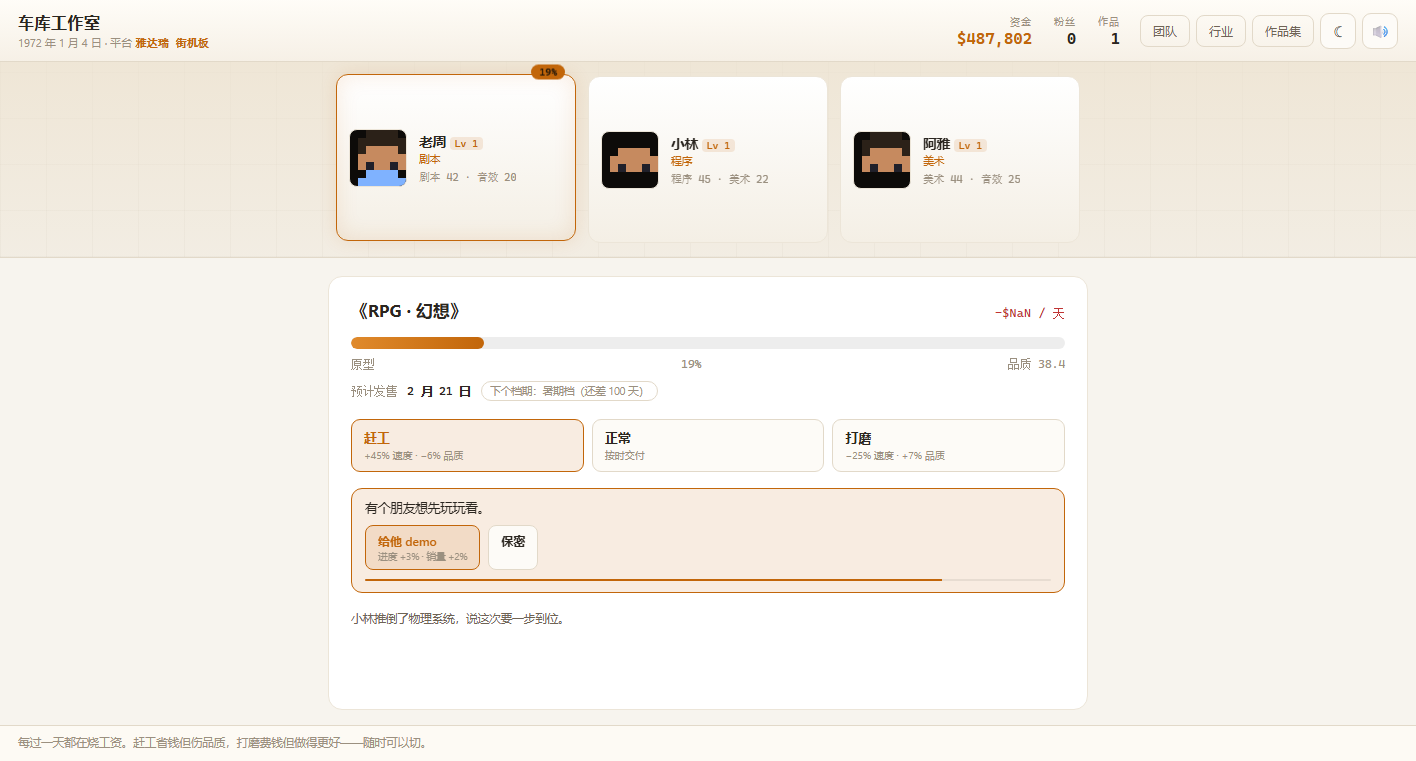 车库工作室
1972 年 1 月 4 日 · 平台 雅达瑞 街机板
资金 粉丝 作品
$487,802 0 1
团队 行业 作品集
19%
老周 Lv 1
剧本
剧本 42 · 音效 20
小林 Lv 1
程序
程序 45 · 美术 22
阿雅 Lv 1
美术
美术 44 · 音效 25
《RPG · 幻想》
-$NaN / 天
原型 19% 品质 38.4
预计发售 2 月 21 日 下个档期：暑期档（还差 100 天）
赶工
+45% 速度 · −6% 品质
正常
按时交付
打磨
−25% 速度 · +7% 品质
有个朋友想先玩玩看。
给他 demo
进度 +3% · 销量 +2%
保密
小林推倒了物理系统，说这次要一步到位。
每过一天都在烧工资。赶工省钱但伤品质，打磨费钱但做得更好——随时可以切。